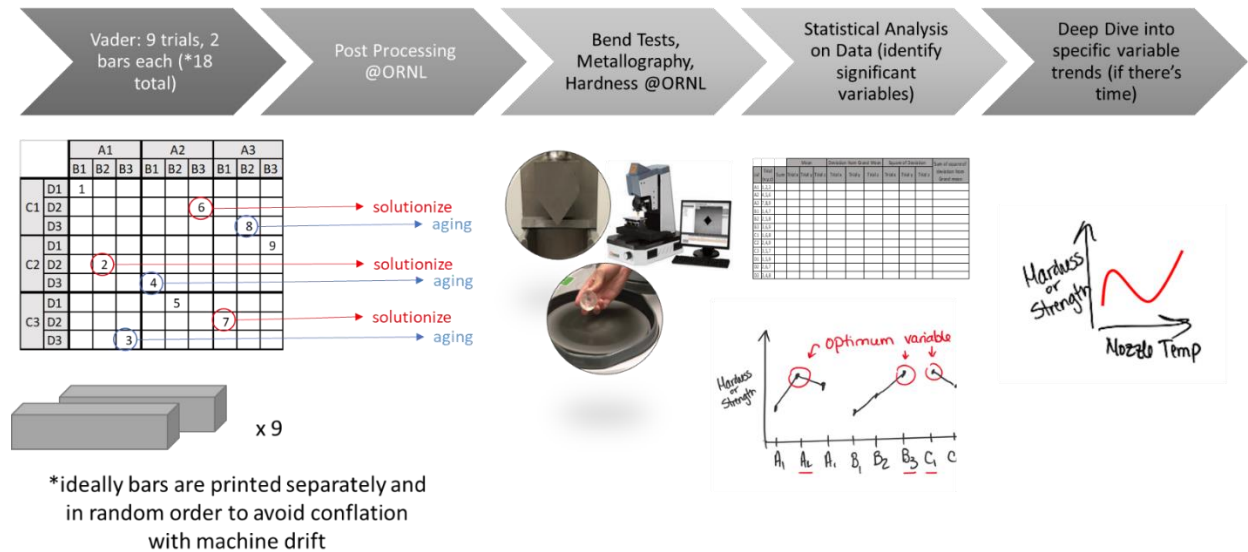 Vader: 9 trials, 2
bars each (*18
total)
Post Processing
@ORNL
Bend Tests,
Metallography,
Hardness @ORNL
Statistical Analysis
on Data (identify
significant
variables)
Deep Dive into
specific variable
trends (if there's
time)
A1 A2 A3
B1 B2 B3 B1 B2 B3 B1 B2 B3
C1 D1 1
D2 6 solutionize
D3 8 aging
C2 D1 9
D2 2 solutionize
D3 4 aging
C3 D1 5
D2 7 solutionize
D3 3 aging
x 9
*ideally bars are printed separately and
in random order to avoid conflation
with machine drift
optimum variable
Hardness
or
Strength
A1 A2 A1 B1 B2 B3 C1 C
Hardness
or
Strength
Nozzle Temp